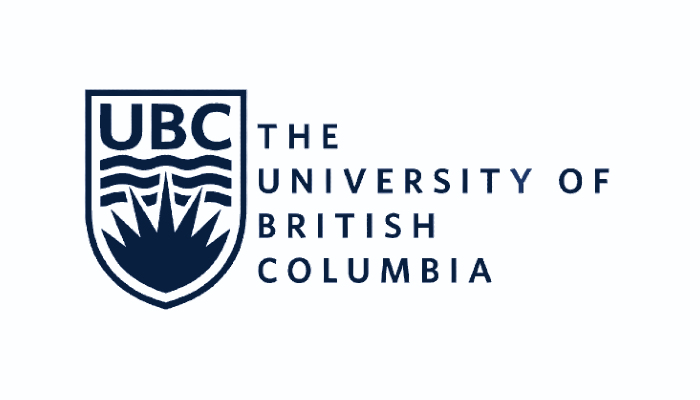 UBC
THE
UNIVERSITY OF
BRITISH
COLUMBIA